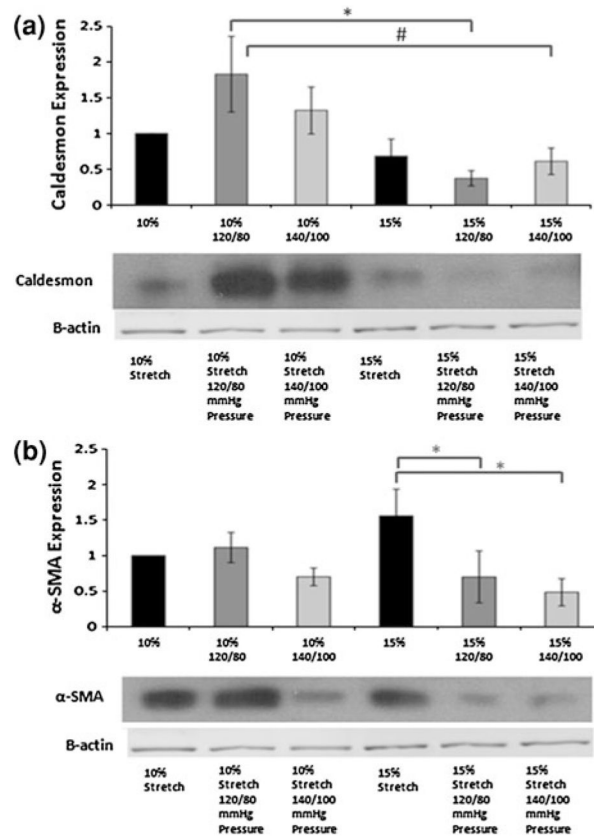 (a)
Caldesmon Expression
2.5
2
1.5
1
0.5
0
*
#
10% 10% 120/80 10% 140/100 15% 15% 120/80 15% 140/100
Caldesmon
B-actin
10% Stretch
10% Stretch 120/80 mmHg Pressure
10% Stretch 140/100 mmHg Pressure
15% Stretch
15% Stretch 120/80 mmHg Pressure
15% Stretch 140/100 mmHg Pressure
(b)
α-SMA Expression
2.5
2
1.5
1
0.5
0
*
*
10% 10% 120/80 10% 140/100 15% 15% 120/80 15% 140/100
α-SMA
B-actin
10% Stretch
10% Stretch 120/80 mmHg Pressure
10% Stretch 140/100 mmHg Pressure
15% Stretch
15% Stretch 120/80 mmHg Pressure
15% Stretch 140/100 mmHg Pressure